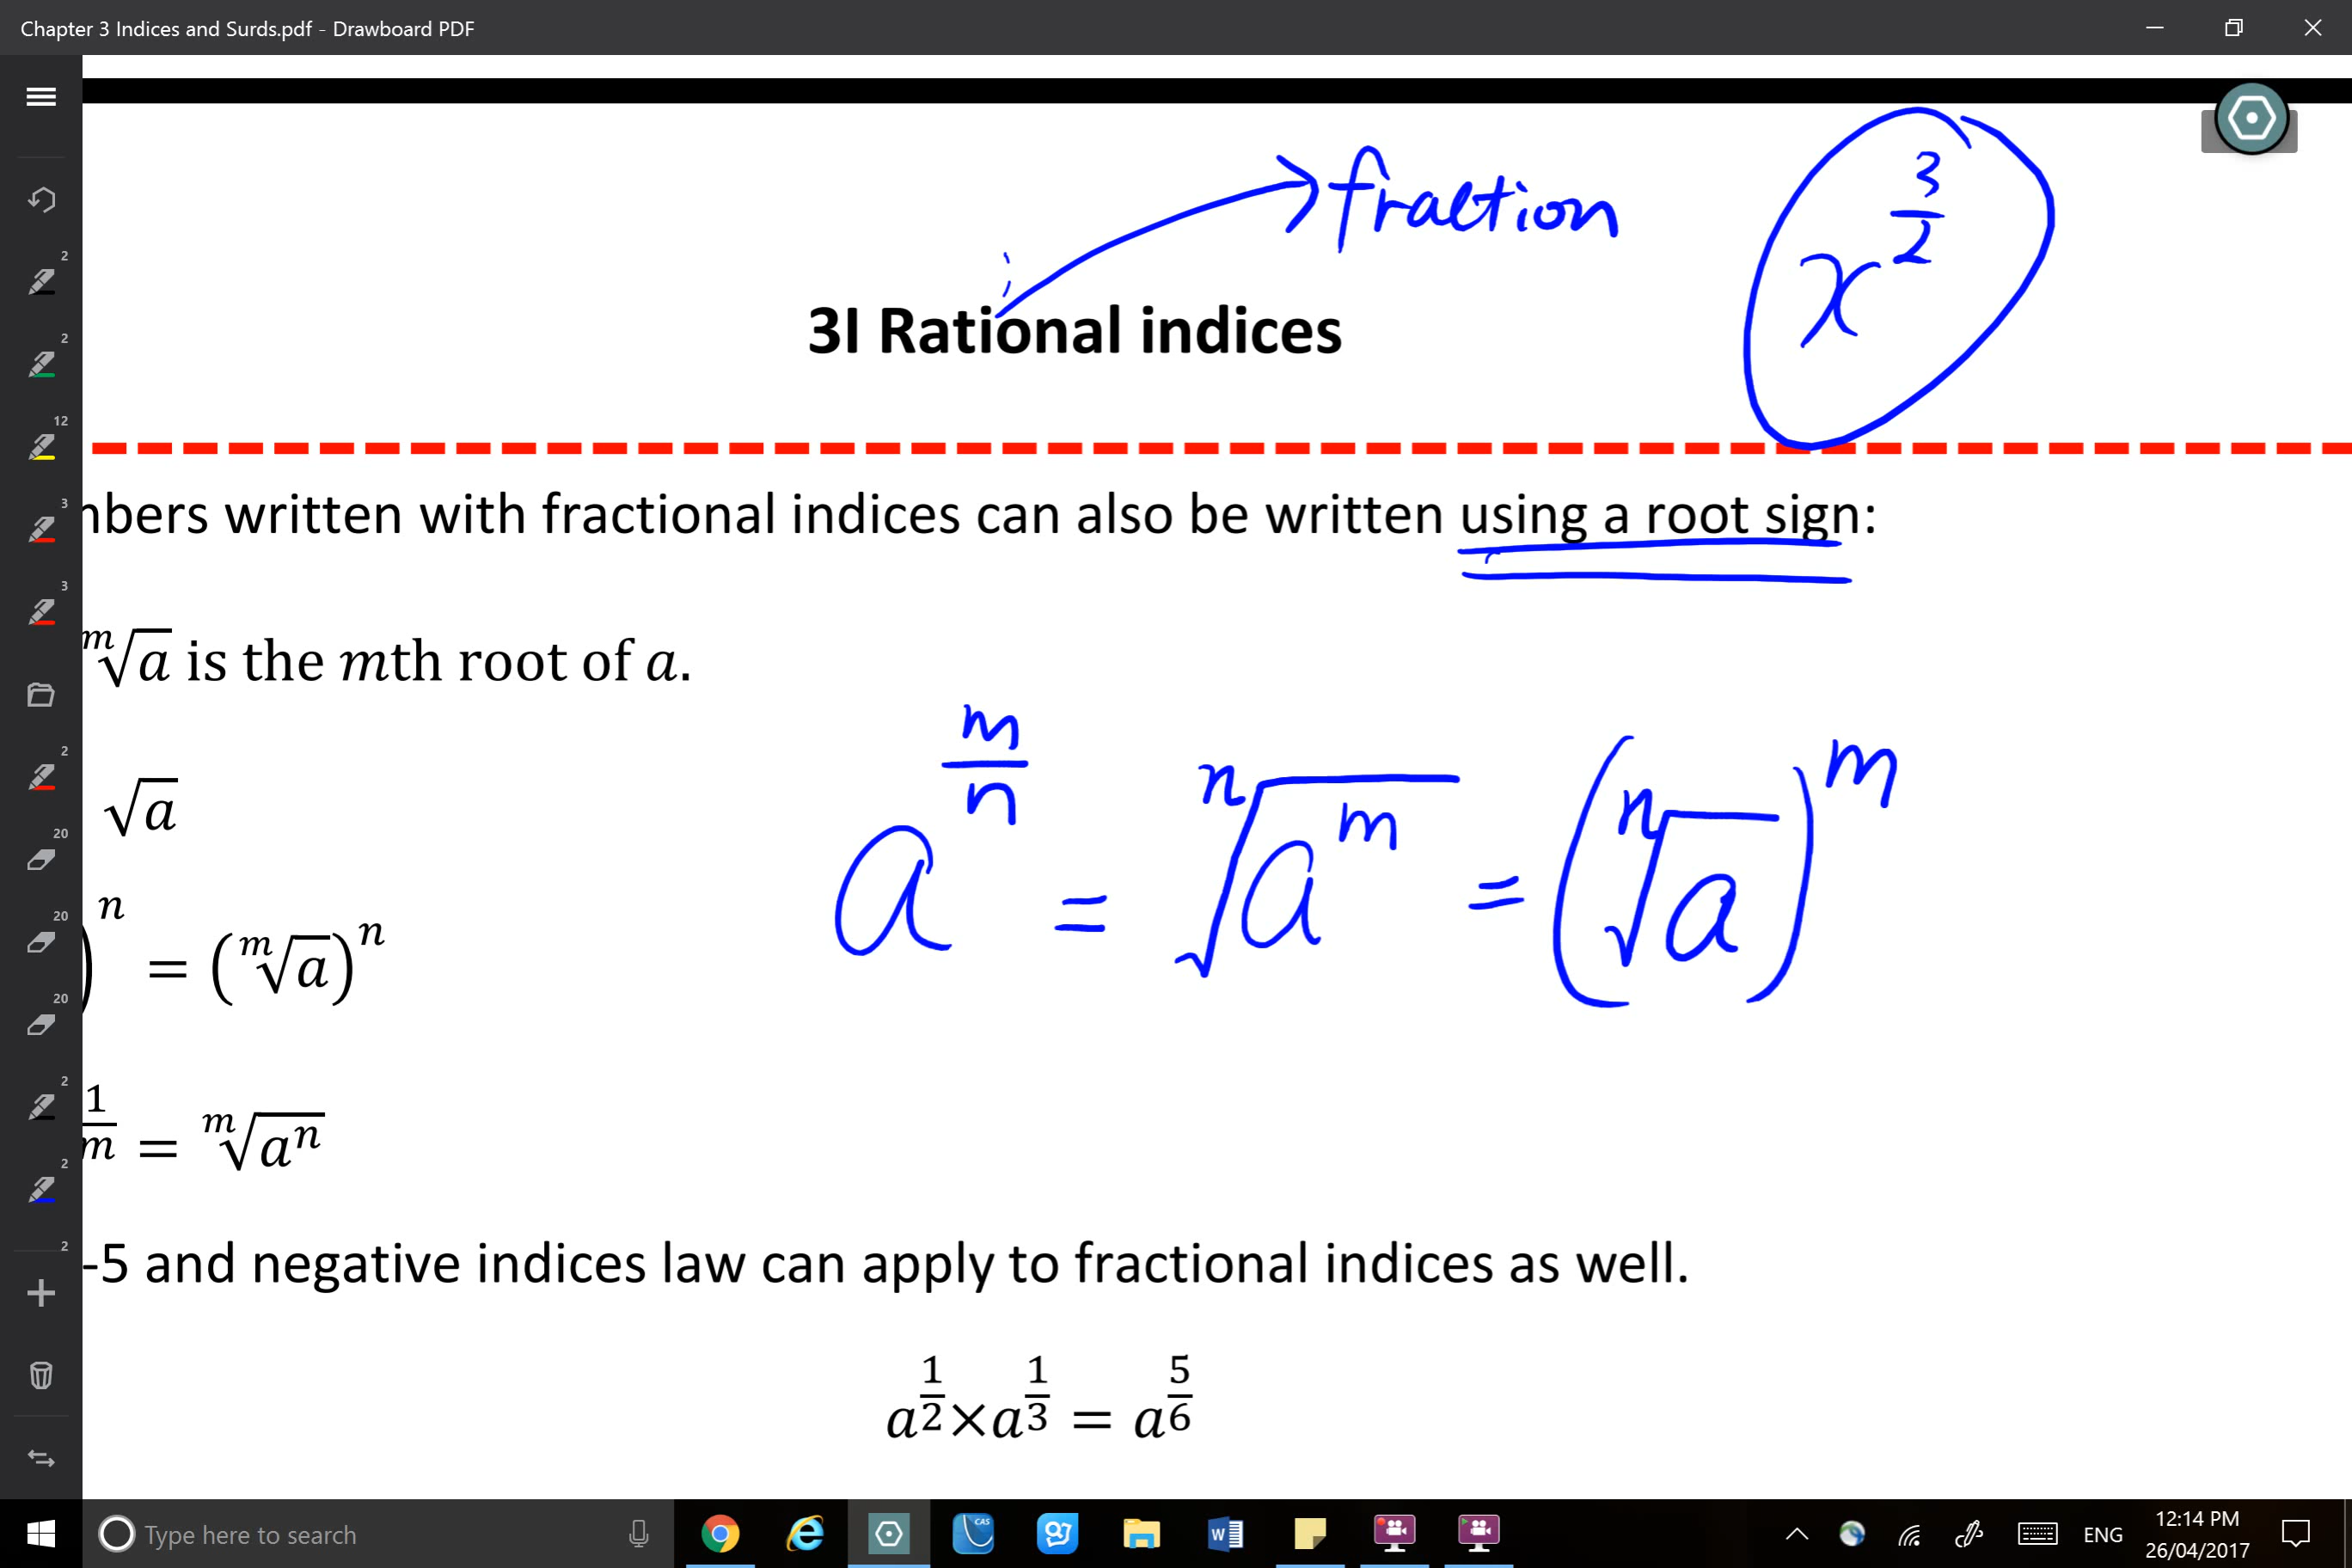 Chapter 3 Indices and Surds.pdf - Drawboard PDF
fraction
x^{3/2}
3I Rational indices
nbers written with fractional indices can also be written using a root sign:
ᵐ√a is the mth root of a.
√a
a^{m/n} = ⁿ√(a^m) = (ⁿ√a)^m
)^n = (ᵐ√a)^n
1/m = ᵐ√(a^n)
-5 and negative indices law can apply to fractional indices as well.
a^{1/2}×a^{1/3} = a^{5/6}
2
2
12
3
3
2
20
20
20
2
2
2
Type here to search
CAS
W
ENG
12:14 PM
26/04/2017